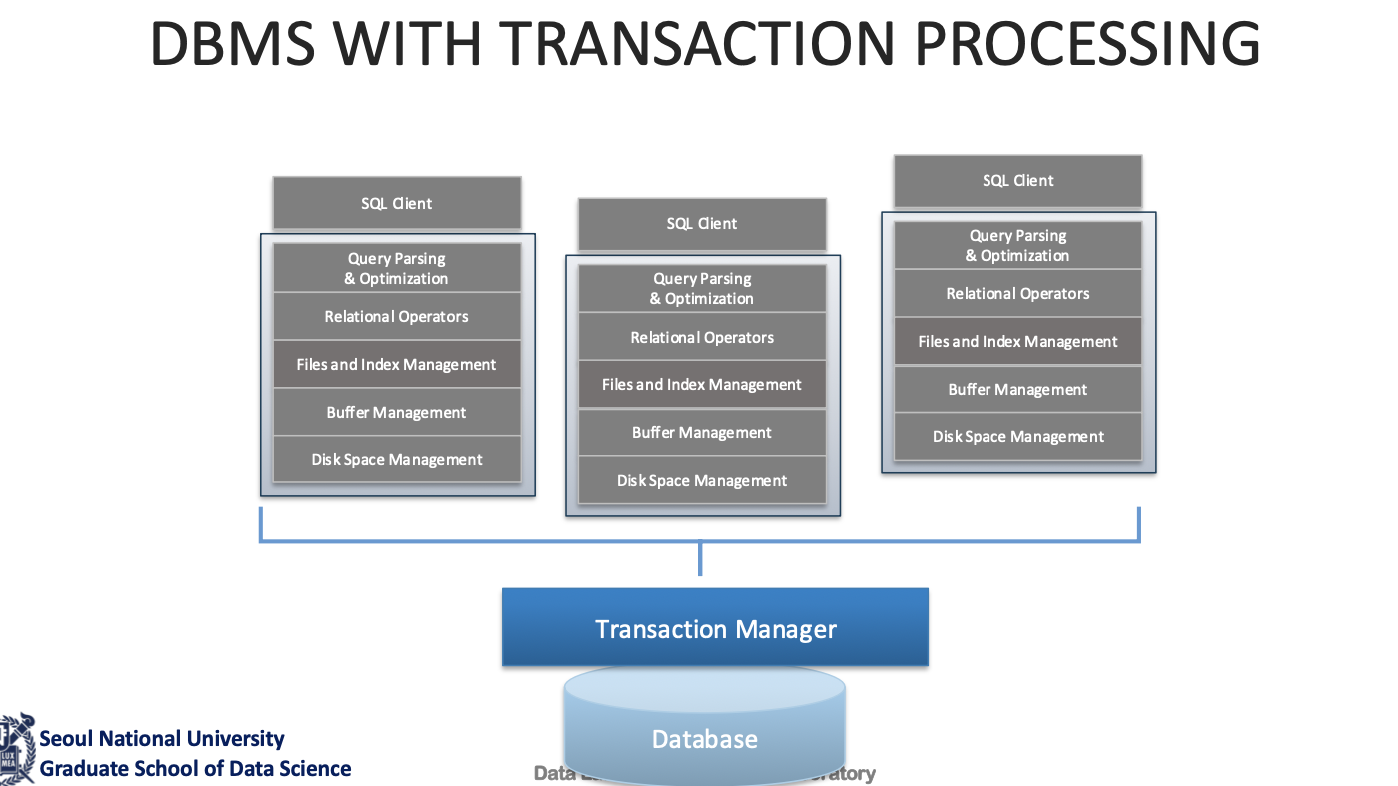 DBMS WITH TRANSACTION PROCESSING
SQL Client
Query Parsing
& Optimization
Relational Operators
Files and Index Management
Buffer Management
Disk Space Management
SQL Client
Query Parsing
& Optimization
Relational Operators
Files and Index Management
Buffer Management
Disk Space Management
SQL Client
Query Parsing
& Optimization
Relational Operators
Files and Index Management
Buffer Management
Disk Space Management
Transaction Manager
Database
LUX
MEA
Seoul National University
Graduate School of Data Science
Data